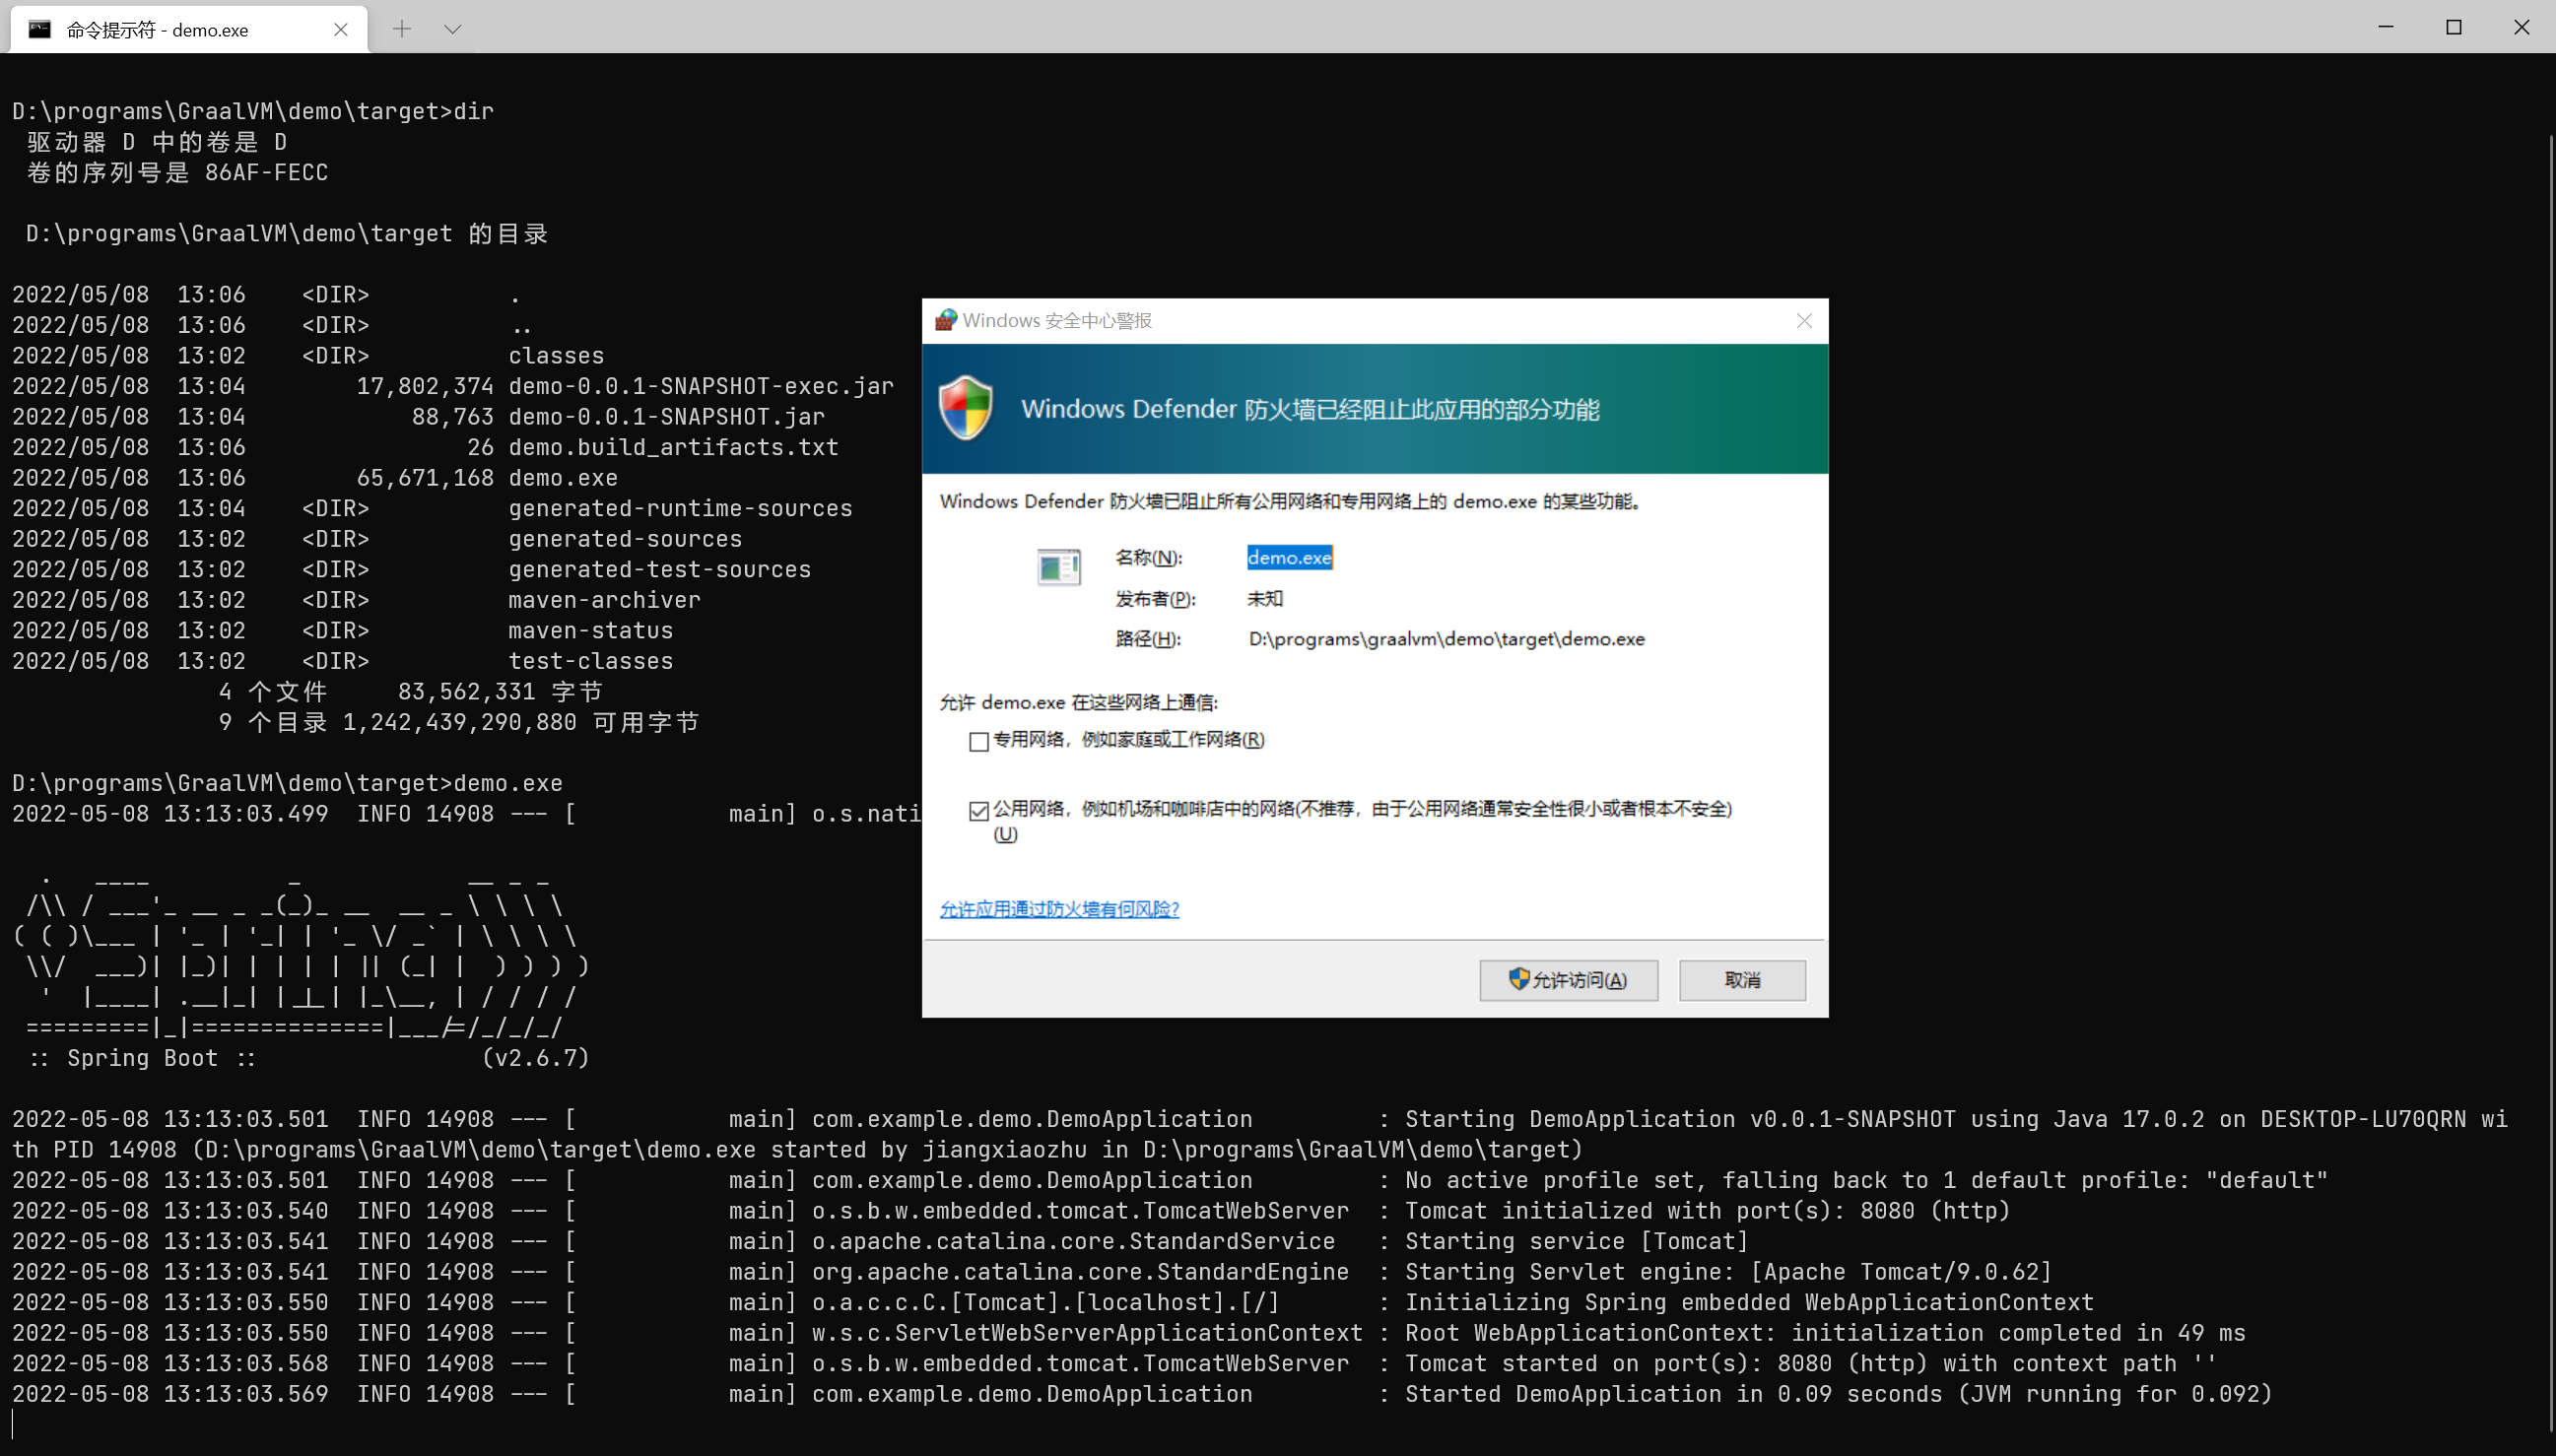 命令提示符 - demo.exe
D:\programs\GraalVM\demo\target>dir
 驱动器 D 中的卷是 D
 卷的序列号是 86AF-FECC
 D:\programs\GraalVM\demo\target 的目录
2022/05/08  13:06    <DIR>          .
2022/05/08  13:06    <DIR>          ..
2022/05/08  13:02    <DIR>          classes
2022/05/08  13:04        17,802,374 demo-0.0.1-SNAPSHOT-exec.jar
2022/05/08  13:04            88,763 demo-0.0.1-SNAPSHOT.jar
2022/05/08  13:06                26 demo.build_artifacts.txt
2022/05/08  13:06        65,671,168 demo.exe
2022/05/08  13:04    <DIR>          generated-runtime-sources
2022/05/08  13:02    <DIR>          generated-sources
2022/05/08  13:02    <DIR>          generated-test-sources
2022/05/08  13:02    <DIR>          maven-archiver
2022/05/08  13:02    <DIR>          maven-status
2022/05/08  13:02    <DIR>          test-classes
               4 个文件     83,562,331 字节
               9 个目录 1,242,439,290,880 可用字节
D:\programs\GraalVM\demo\target>demo.exe
2022-05-08 13:13:03.499  INFO 14908 --- [           main] o.s.nati
Spring
 :: Spring Boot ::                (v2.6.7)
2022-05-08 13:13:03.501  INFO 14908 --- [           main] com.example.demo.DemoApplication         : Starting DemoApplication v0.0.1-SNAPSHOT using Java 17.0.2 on DESKTOP-LU70QRN wi
th PID 14908 (D:\programs\GraalVM\demo\target\demo.exe started by jiangxiaozhu in D:\programs\GraalVM\demo\target)
2022-05-08 13:13:03.501  INFO 14908 --- [           main] com.example.demo.DemoApplication         : No active profile set, falling back to 1 default profile: "default"
2022-05-08 13:13:03.540  INFO 14908 --- [           main] o.s.b.w.embedded.tomcat.TomcatWebServer  : Tomcat initialized with port(s): 8080 (http)
2022-05-08 13:13:03.541  INFO 14908 --- [           main] o.apache.catalina.core.StandardService   : Starting service [Tomcat]
2022-05-08 13:13:03.541  INFO 14908 --- [           main] org.apache.catalina.core.StandardEngine  : Starting Servlet engine: [Apache Tomcat/9.0.62]
2022-05-08 13:13:03.550  INFO 14908 --- [           main] o.a.c.c.C.[Tomcat].[localhost].[/]       : Initializing Spring embedded WebApplicationContext
2022-05-08 13:13:03.550  INFO 14908 --- [           main] w.s.c.ServletWebServerApplicationContext : Root WebApplicationContext: initialization completed in 49 ms
2022-05-08 13:13:03.568  INFO 14908 --- [           main] o.s.b.w.embedded.tomcat.TomcatWebServer  : Tomcat started on port(s): 8080 (http) with context path ''
2022-05-08 13:13:03.569  INFO 14908 --- [           main] com.example.demo.DemoApplication         : Started DemoApplication in 0.09 seconds (JVM running for 0.092)
Windows 安全中心警报
Windows Defender 防火墙已经阻止此应用的部分功能
Windows Defender 防火墙已阻止所有公用网络和专用网络上的 demo.exe 的某些功能。
名称(N): demo.exe
发布者(P): 未知
路径(H): D:\programs\graalvm\demo\target\demo.exe
允许 demo.exe 在这些网络上通信:
专用网络，例如家庭或工作网络(R)
公用网络，例如机场和咖啡店中的网络(不推荐，由于公用网络通常安全性很小或者根本不安全)
(U)
允许应用通过防火墙有何风险?
允许访问(A) 取消